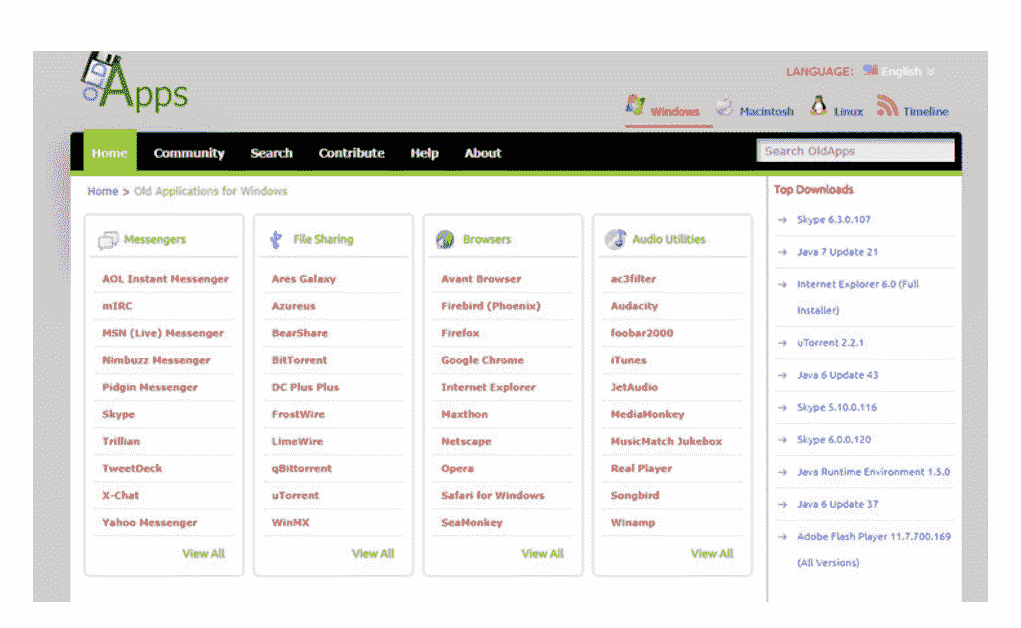 OLD
Apps
LANGUAGE: English
Windows Macintosh Linux Timeline
Home Community Search Contribute Help About
Search OldApps
Home > Old Applications for Windows
Messengers
AOL Instant Messenger
mIRC
MSN (Live) Messenger
Nimbuzz Messenger
Pidgin Messenger
Skype
Trillian
TweetDeck
X-Chat
Yahoo Messenger
View All
File Sharing
Ares Galaxy
Azureus
BearShare
BitTorrent
DC Plus Plus
FrostWire
LimeWire
qBittorrent
uTorrent
WinMX
View All
Browsers
Avant Browser
Firebird (Phoenix)
Firefox
Google Chrome
Internet Explorer
Maxthon
Netscape
Opera
Safari for Windows
SeaMonkey
View All
Audio Utilities
ac3filter
Audacity
foobar2000
iTunes
JetAudio
MediaMonkey
MusicMatch Jukebox
Real Player
Songbird
Winamp
View All
Top Downloads
Skype 6.3.0.107
Java 7 Update 21
Internet Explorer 6.0 (Full
Installer)
uTorrent 2.2.1
Java 6 Update 43
Skype 5.10.0.116
Skype 6.0.0.120
Java Runtime Environment 1.5.0
Java 6 Update 37
Adobe Flash Player 11.7.700.169
(All Versions)